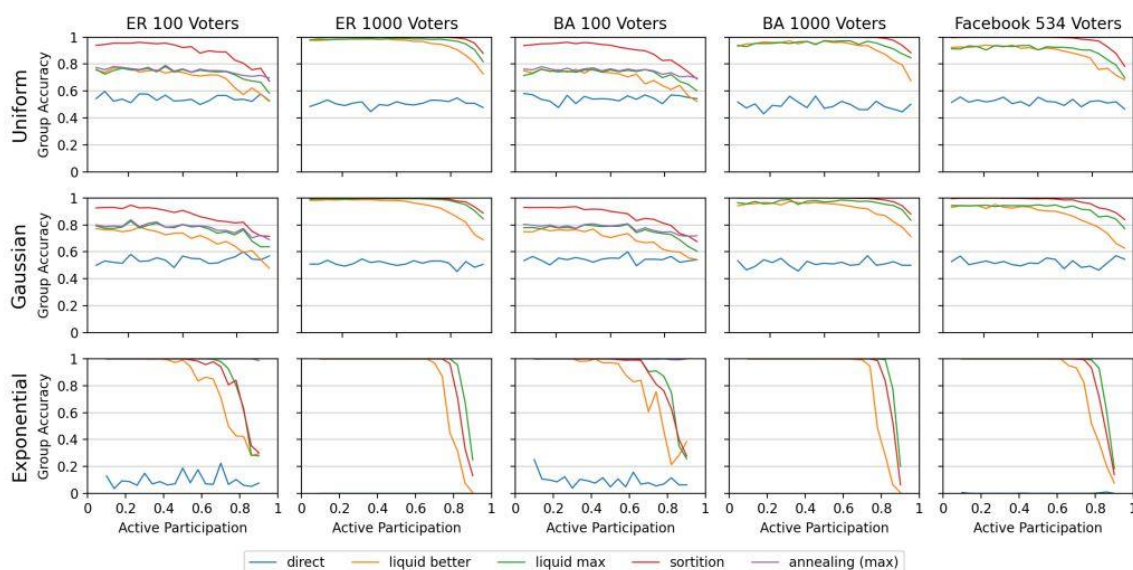 ER 100 Voters ER 1000 Voters BA 100 Voters BA 1000 Voters Facebook 534 Voters
Uniform
Group Accuracy
1
0.8
0.6
0.4
0.2
0
Gaussian
Group Accuracy
1
0.8
0.6
0.4
0.2
0
Exponential
Group Accuracy
1
0.8
0.6
0.4
0.2
0
0 0.2 0.4 0.6 0.8 1 0 0.2 0.4 0.6 0.8 1 0 0.2 0.4 0.6 0.8 1 0 0.2 0.4 0.6 0.8 1 0 0.2 0.4 0.6 0.8 1
Active Participation Active Participation Active Participation Active Participation Active Participation
direct liquid better liquid max sortition annealing (max)